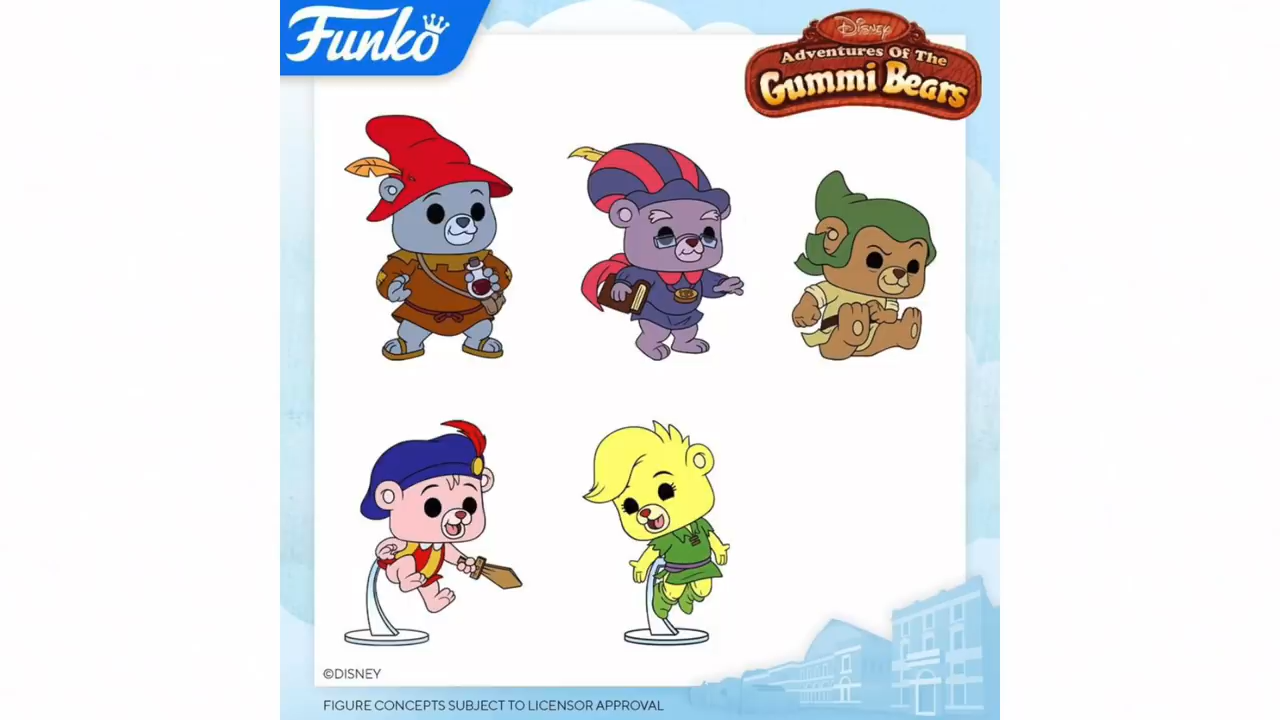 Funko
Disney
Adventures Of The
Gummi Bears
©DISNEY
FIGURE CONCEPTS SUBJECT TO LICENSOR APPROVAL